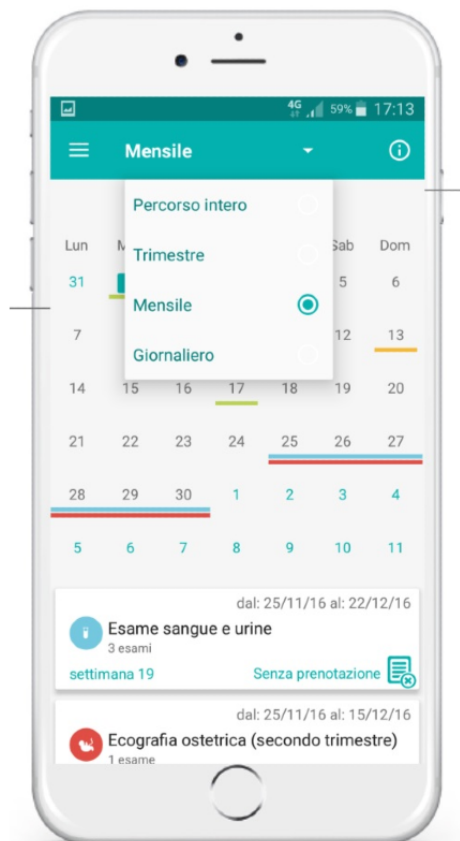 4G 59% 17:13
Mensile
Percorso intero
Trimestre
Mensile
Giornaliero
Lun M Sab Dom
31 5 6
7 12 13
14 15 16 17 18 19 20
21 22 23 24 25 26 27
28 29 30 1 2 3 4
5 6 7 8 9 10 11
dal: 25/11/16 al: 22/12/16
Esame sangue e urine
3 esami
settimana 19 Senza prenotazione
dal: 25/11/16 al: 15/12/16
Ecografia ostetrica (secondo trimestre)
1 esame